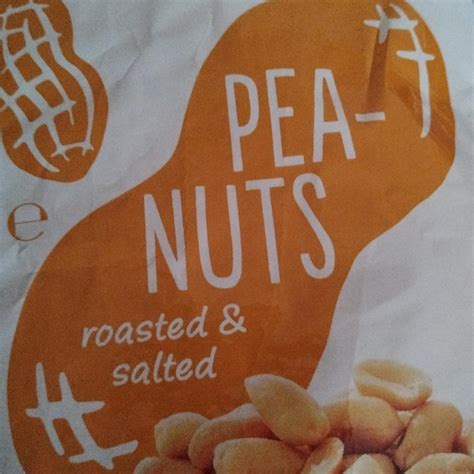 PEA-
NUTS
e
roasted &
salted